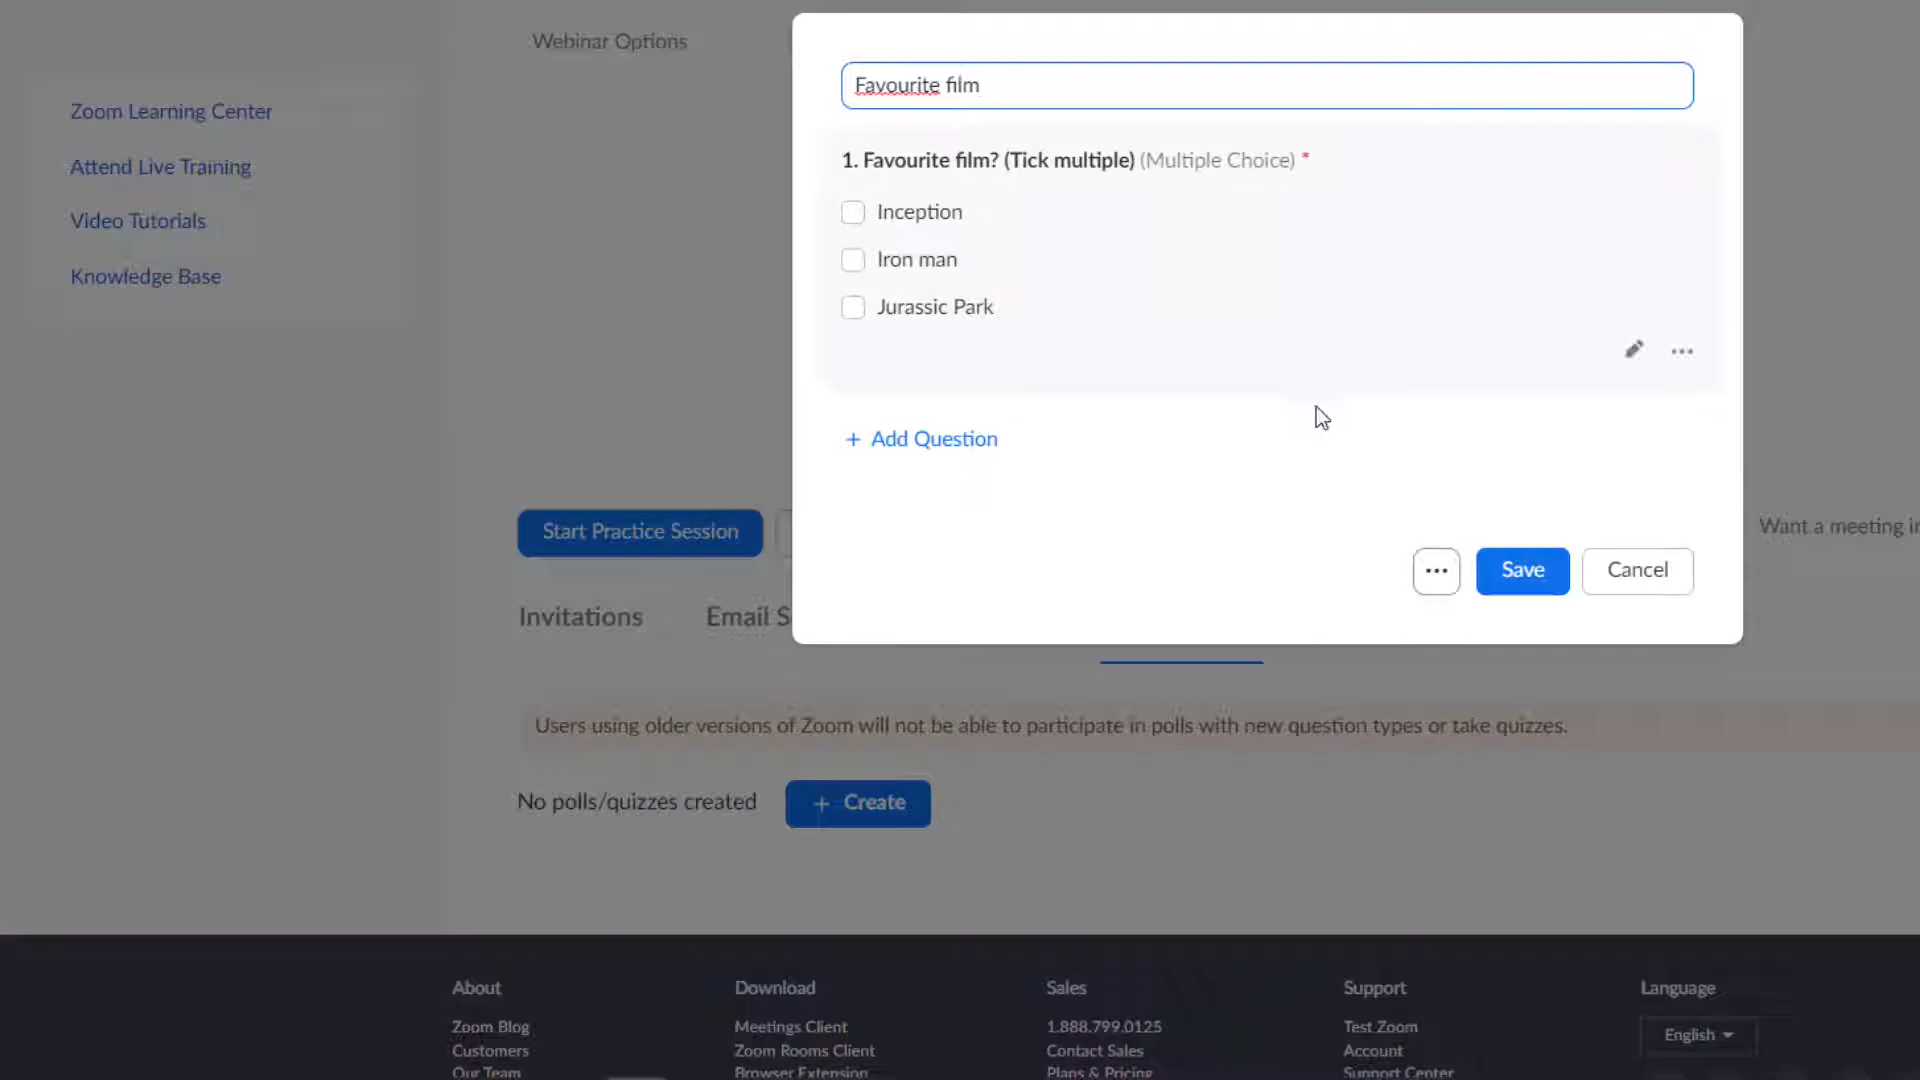 Webinar Options
Favourite film
Zoom Learning Center
1. Favourite film? (Tick multiple) (Multiple Choice) *
Attend Live Training
Inception
Video Tutorials
Iron man
Knowledge Base
Jurassic Park
+ Add Question
Start Practice Session
Want a meeting
... Save Cancel
Invitations
Email S
Users using older versions of Zoom will not be able to participate in polls with new question types or take quizzes.
No polls/quizzes created
+ Create
About
Zoom Blog
Customers
Our Team
Download
Meetings Client
Zoom Rooms Client
Browser Extension
Sales
1.888.799.0125
Contact Sales
Plans & Pricing
Support
Test Zoom
Account
Support Center
Language
English